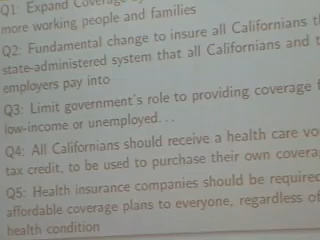 Q1: Expand Coverage
more working people and families
Q2: Fundamental change to insure all Californians
state-administered system that all Californians and
employers pay into
Q3: Limit government's role to providing coverage
low-income or unemployed...
Q4: All Californians should receive a health care
tax credit, to be used to purchase their own
Q5: Health insurance companies should be
affordable coverage plans to everyone, regardless of
health condition